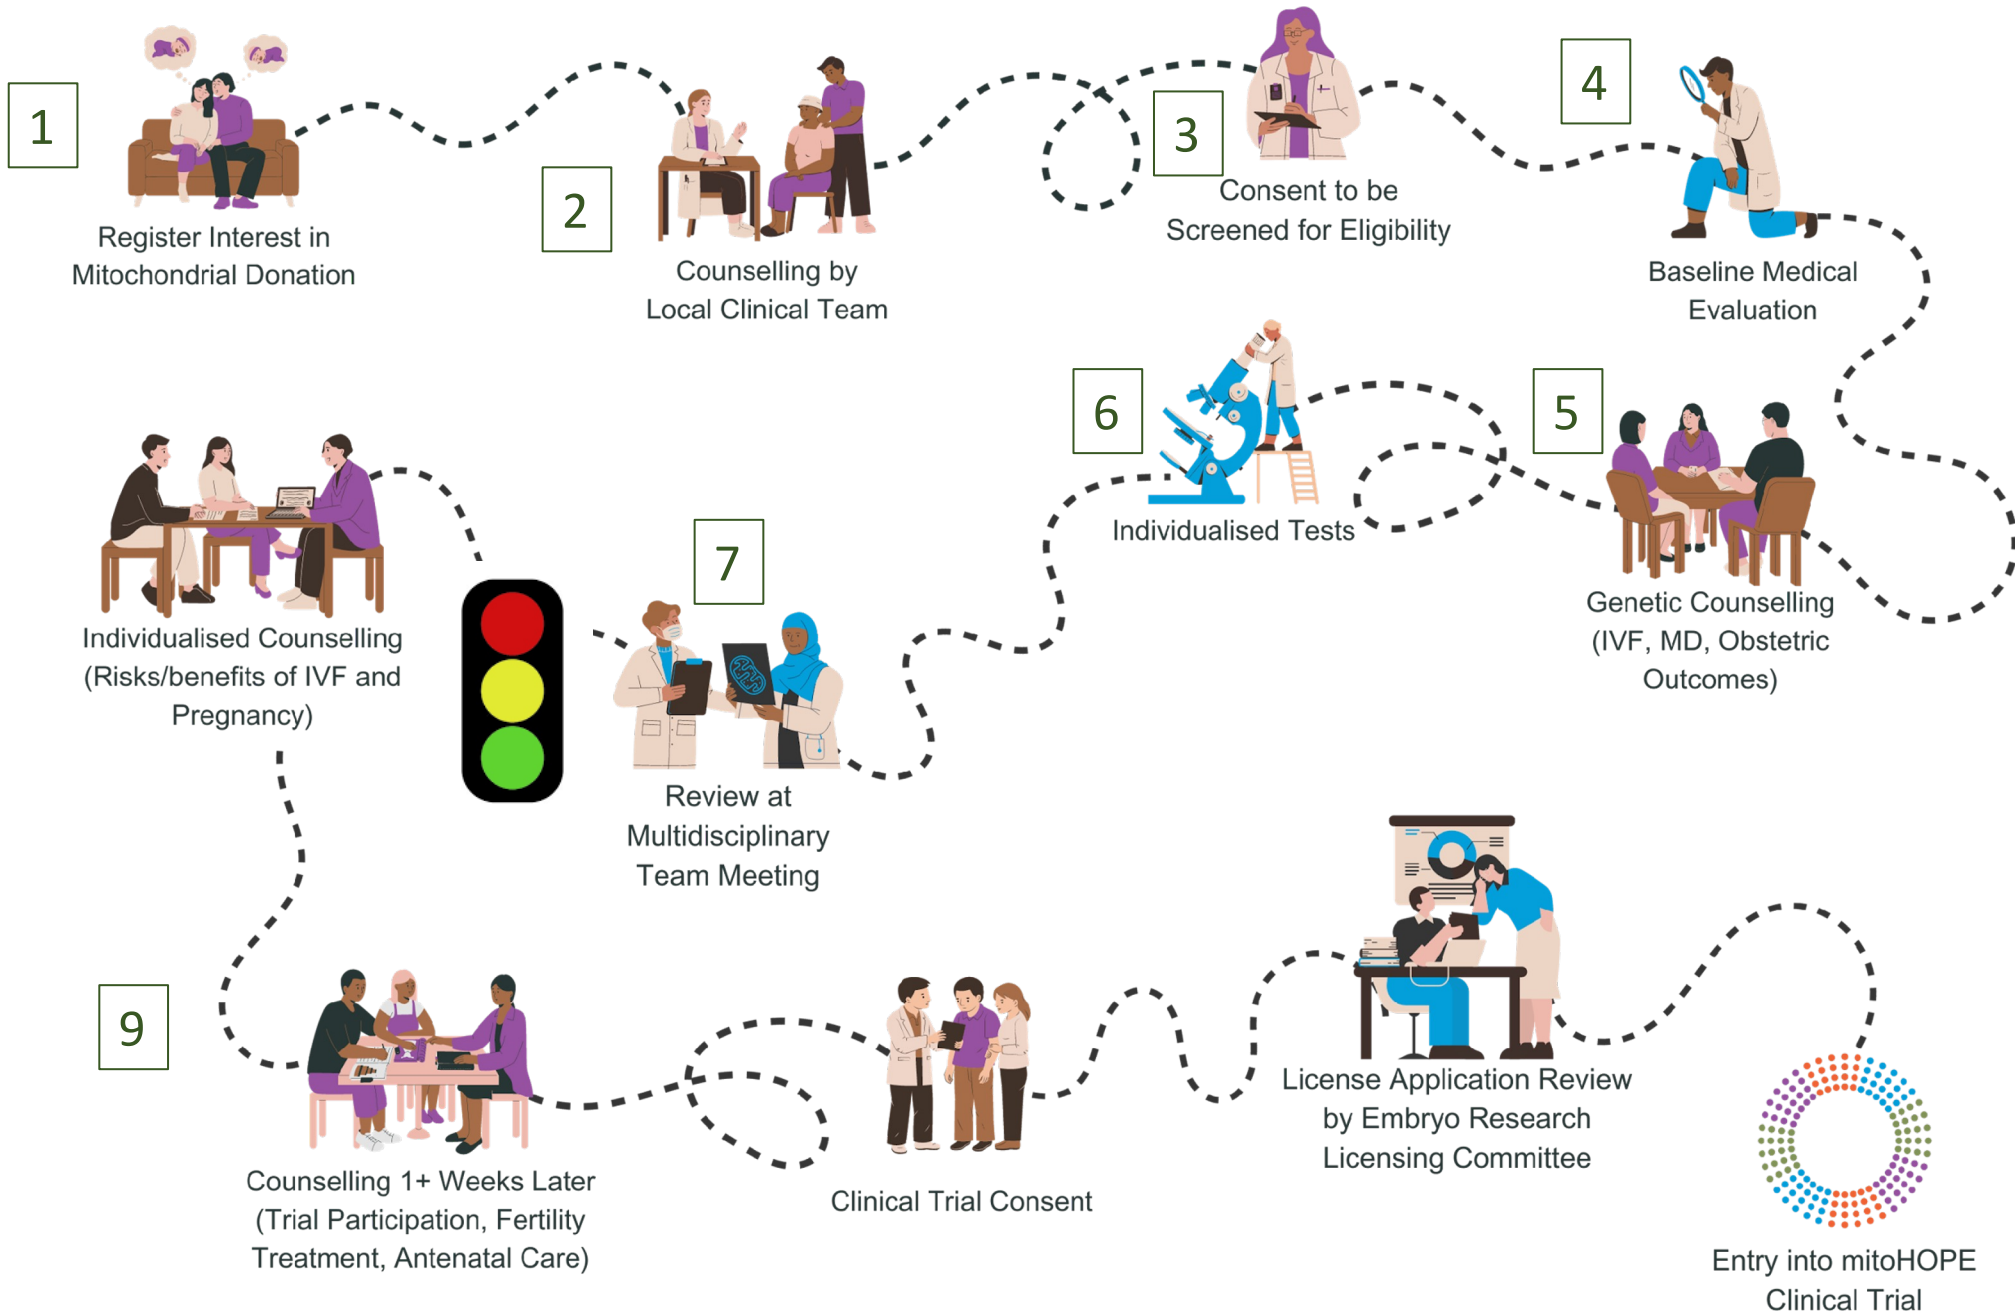 1
Register Interest in
Mitochondrial Donation
2
Counselling by
Local Clinical Team
3
Consent to be
Screened for Eligibility
4
Baseline Medical
Evaluation
5
Genetic Counselling
(IVF, MD, Obstetric
Outcomes)
6
Individualised Tests
7
Review at
Multidisciplinary
Team Meeting
Individualised Counselling
(Risks/benefits of IVF and
Pregnancy)
9
Counselling 1+ Weeks Later
(Trial Participation, Fertility
Treatment, Antenatal Care)
Clinical Trial Consent
License Application Review
by Embryo Research
Licensing Committee
Entry into mitoHOPE
Clinical Trial